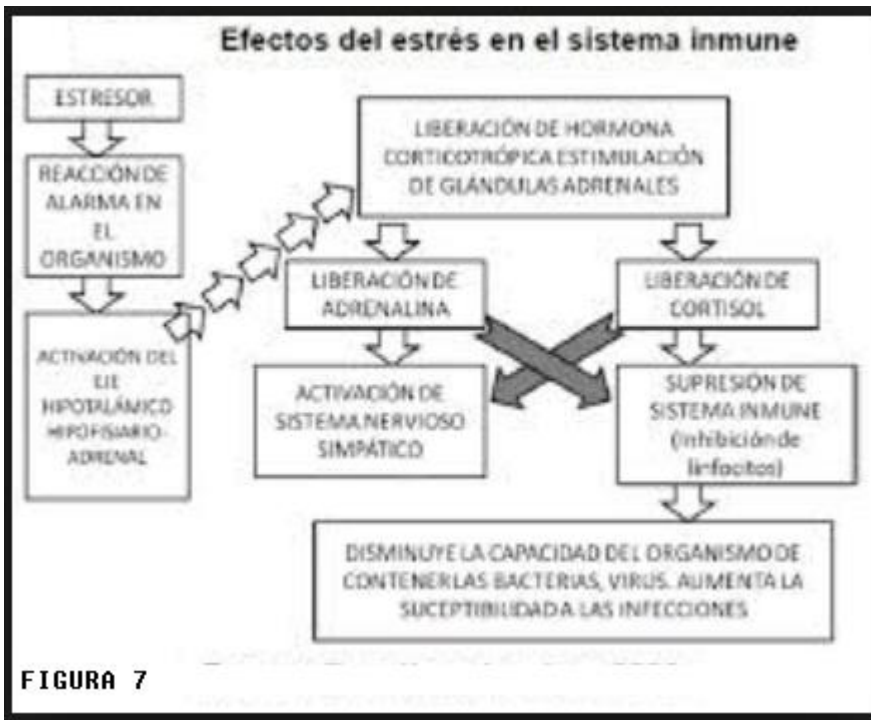 Efectos del estrés en el sistema inmune
ESTRESOR
REACCIÓN DE
ALARMA EN
EL
ORGANISMO
ACTIVACIÓN DEL
EJE
HIPOTALÁMICO
HIPOFISIARIO-
ADRENAL
LIBERACIÓN DE HORMONA
CORTICOTRÓPICA ESTIMULACIÓN
DE GLÁNDULAS ADRENALES
LIBERACIÓN DE
ADRENALINA
LIBERACIÓN DE
CORTISOL
ACTIVACIÓN DE
SISTEMA NERVIOSO
SIMPÁTICO
SUPRESIÓN DE
SISTEMA INMUNE
(Inhibición de
linfocitos)
DISMINUYE LA CAPACIDAD DEL ORGANISMO DE
CONTENER LAS BACTERIAS, VIRUS. AUMENTA LA
SUCEPTIBILIDAD A LAS INFECCIONES
FIGURA 7